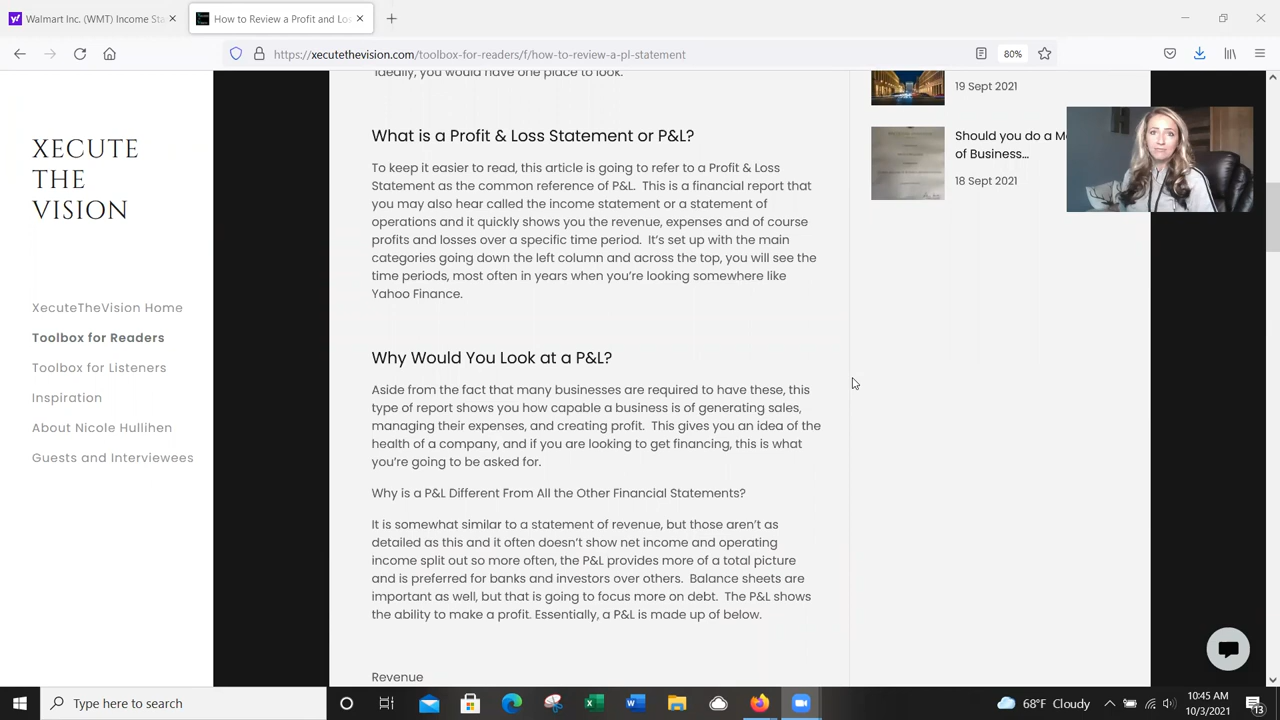 Walmart Inc. (WMT) Income Sta
How to Review a Profit and Los
https://xecutethevision.com/toolbox-for-readers/f/how-to-review-a-pl-statement
80%
XECUTE
THE
VISION
XecuteTheVision Home
Toolbox for Readers
Toolbox for Listeners
Inspiration
About Nicole Hullihen
Guests and Interviewees
Ideally, you would have one place to look.
What is a Profit & Loss Statement or P&L?
To keep it easier to read, this article is going to refer to a Profit & Loss
Statement as the common reference of P&L.  This is a financial report that
you may also hear called the income statement or a statement of
operations and it quickly shows you the revenue, expenses and of course
profits and losses over a specific time period.  It's set up with the main
categories going down the left column and across the top, you will see the
time periods, most often in years when you're looking somewhere like
Yahoo Finance.
Why Would You Look at a P&L?
Aside from the fact that many businesses are required to have these, this
type of report shows you how capable a business is of generating sales,
managing their expenses, and creating profit.  This gives you an idea of the
health of a company, and if you are looking to get financing, this is what
you're going to be asked for.
Why is a P&L Different From All the Other Financial Statements?
It is somewhat similar to a statement of revenue, but those aren't as
detailed as this and it often doesn't show net income and operating
income split out so more often, the P&L provides more of a total picture
and is preferred for banks and investors over others.  Balance sheets are
important as well, but that is going to focus more on debt.  The P&L shows
the ability to make a profit. Essentially, a P&L is made up of below.
Revenue
19 Sept 2021
Should you do a M
of Business...
18 Sept 2021
Type here to search
68°F Cloudy
10:45 AM
10/3/2021
13